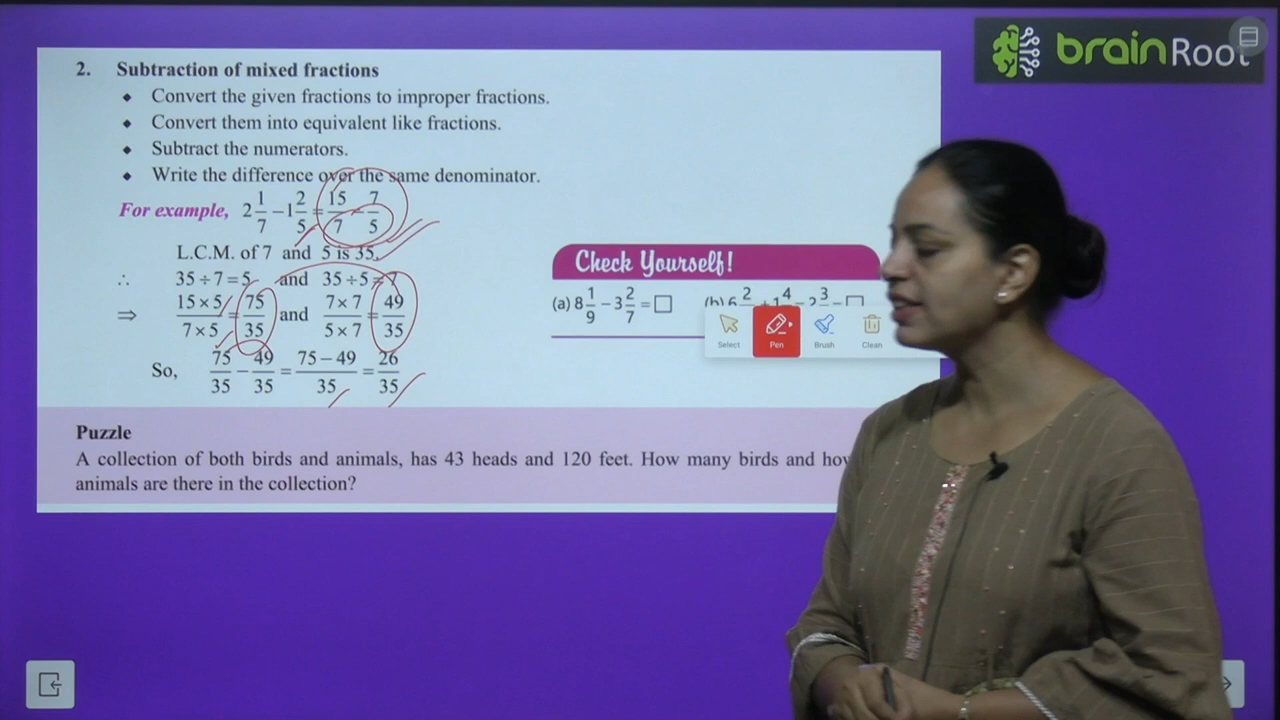 brainRoot
2. Subtraction of mixed fractions
◆ Convert the given fractions to improper fractions.
◆ Convert them into equivalent like fractions.
◆ Subtract the numerators.
◆ Write the difference over the same denominator.
For example, 2 1/7 − 1 2/5 = 15/7 − 7/5
L.C.M. of 7 and 5 is 35.
∴ 35 ÷ 7 = 5 and 35 ÷ 5 = 7
⇒ (15 × 5)/(7 × 5) = 75/35 and (7 × 7)/(5 × 7) = 49/35
So, 75/35 − 49/35 = (75 − 49)/35 = 26/35
Check Yourself!
(a) 8 1/9 − 3 2/7 = □
Select Pen Brush Clean
Puzzle
A collection of both birds and animals, has 43 heads and 120 feet. How many birds and
animals are there in the collection?